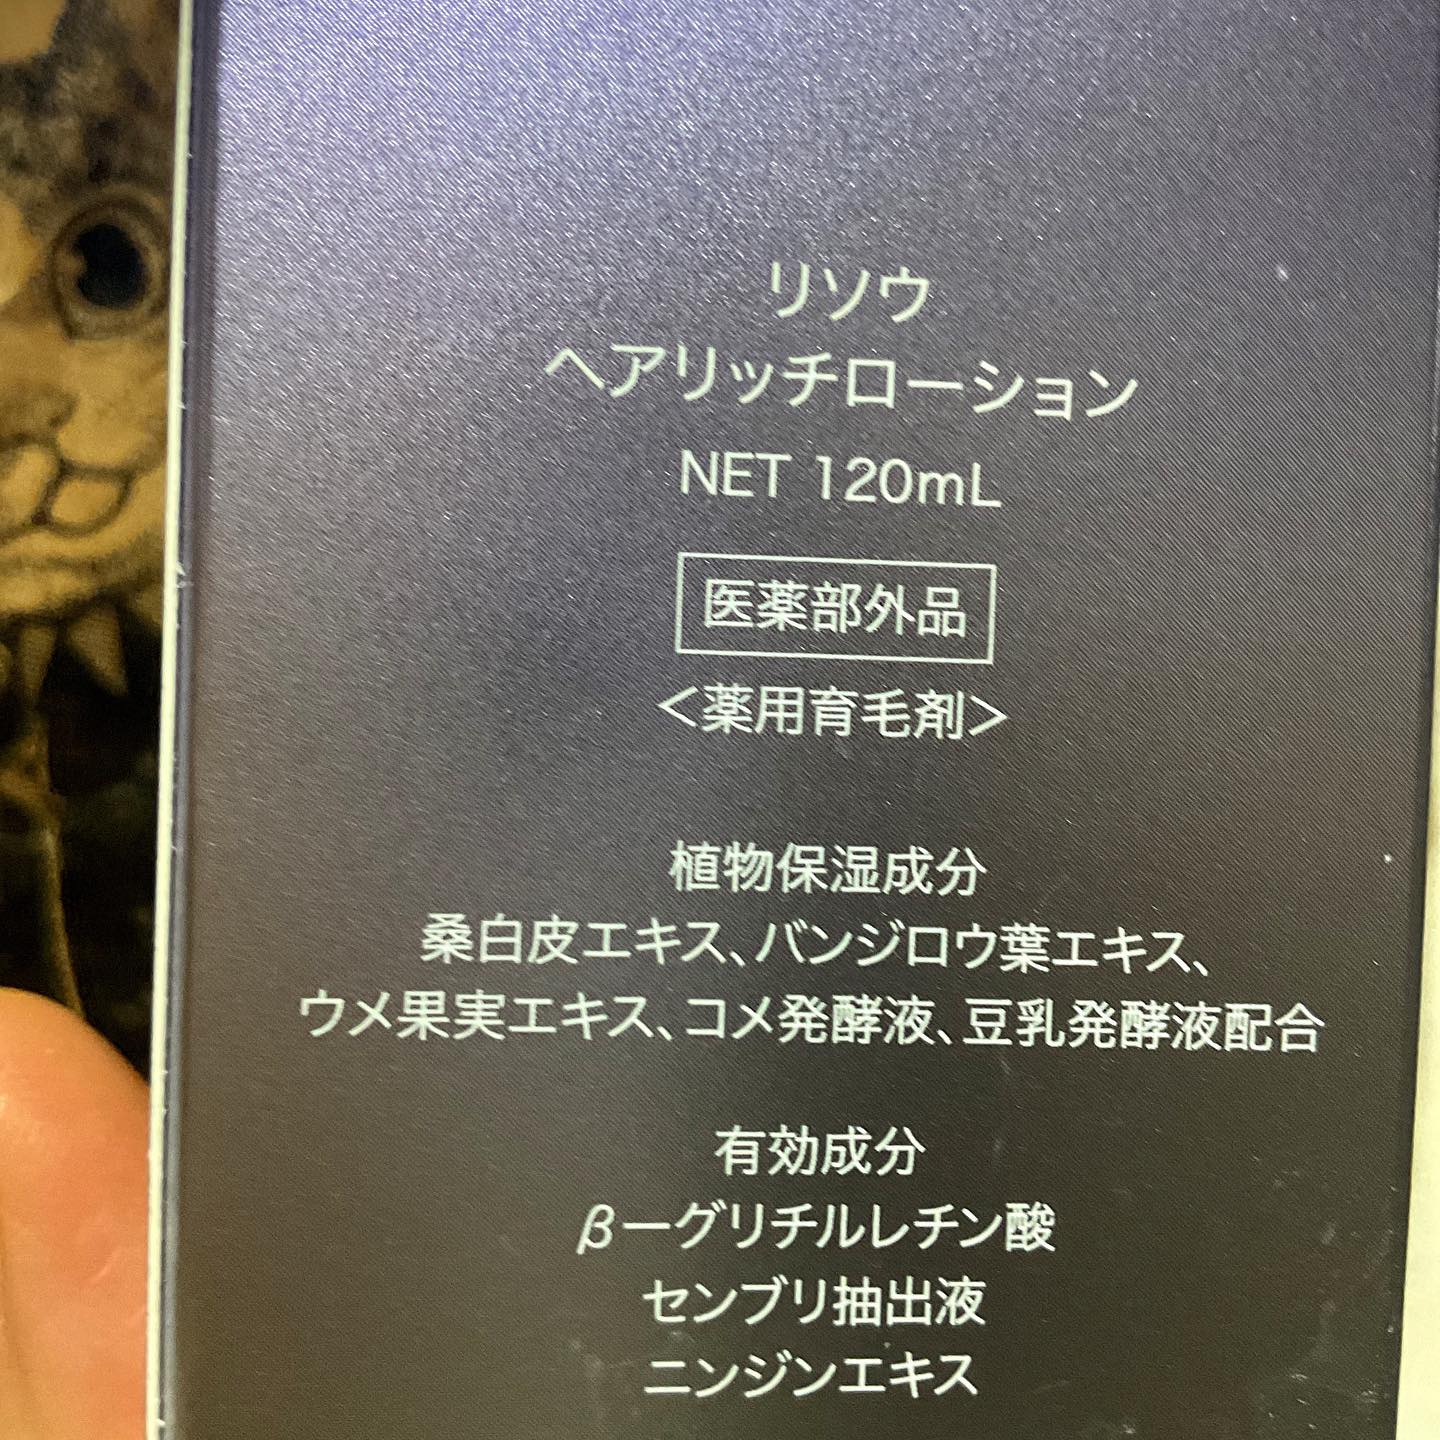 リソウ
ヘアリッチローション
NET 120mL
医薬部外品
＜薬用育毛剤＞
植物保湿成分
桑白皮エキス、バンジロウ葉エキス、
ウメ果実エキス、コメ発酵液、豆乳発酵液配合
有効成分
β−グリチルレチン酸
センブリ抽出液
ニンジンエキス